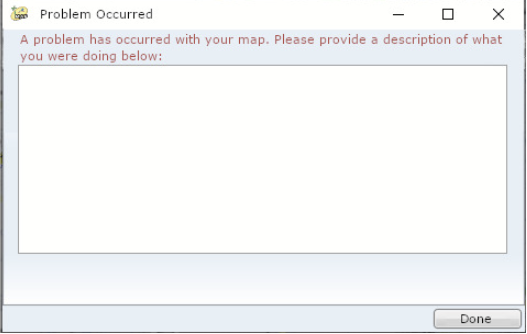 Problem Occurred
A problem has occurred with your map. Please provide a description of what
you were doing below:
Done